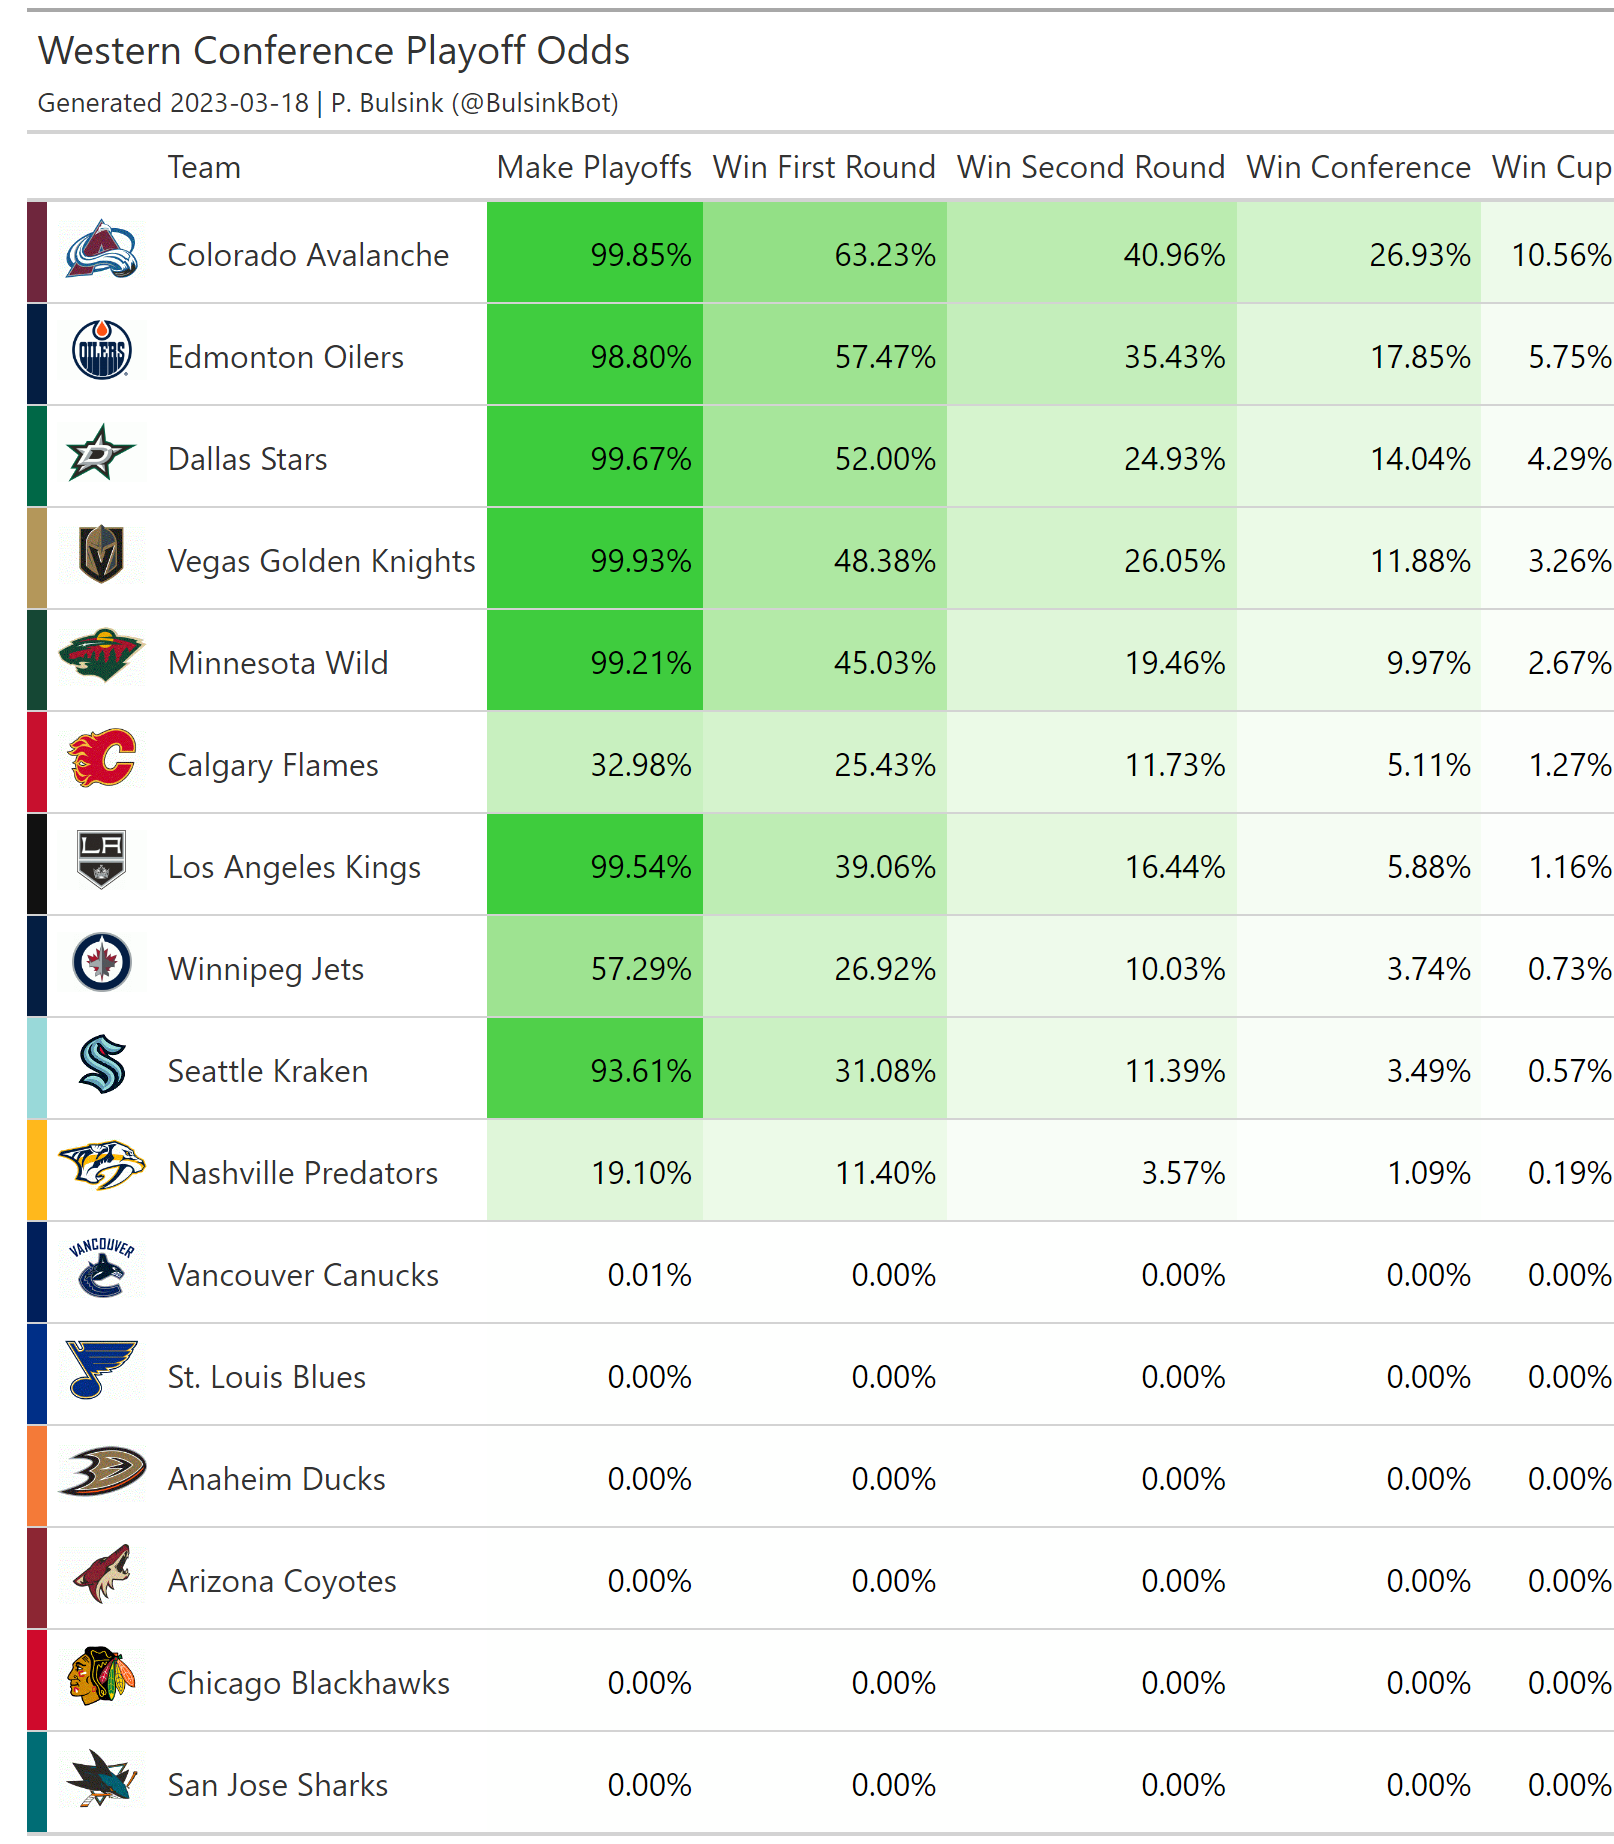 Western Conference Playoff Odds
Generated 2023-03-18 | P. Bulsink (@BulsinkBot)
Team Make Playoffs Win First Round Win Second Round Win Conference Win Cup
Colorado Avalanche 99.85% 63.23% 40.96% 26.93% 10.56%
OILERS Edmonton Oilers 98.80% 57.47% 35.43% 17.85% 5.75%
D Dallas Stars 99.67% 52.00% 24.93% 14.04% 4.29%
Vegas Golden Knights 99.93% 48.38% 26.05% 11.88% 3.26%
Minnesota Wild 99.21% 45.03% 19.46% 9.97% 2.67%
C Calgary Flames 32.98% 25.43% 11.73% 5.11% 1.27%
LA Los Angeles Kings 99.54% 39.06% 16.44% 5.88% 1.16%
Winnipeg Jets 57.29% 26.92% 10.03% 3.74% 0.73%
S Seattle Kraken 93.61% 31.08% 11.39% 3.49% 0.57%
Nashville Predators 19.10% 11.40% 3.57% 1.09% 0.19%
VANCOUVER Vancouver Canucks 0.01% 0.00% 0.00% 0.00% 0.00%
St. Louis Blues 0.00% 0.00% 0.00% 0.00% 0.00%
Anaheim Ducks 0.00% 0.00% 0.00% 0.00% 0.00%
Arizona Coyotes 0.00% 0.00% 0.00% 0.00% 0.00%
Chicago Blackhawks 0.00% 0.00% 0.00% 0.00% 0.00%
San Jose Sharks 0.00% 0.00% 0.00% 0.00% 0.00%